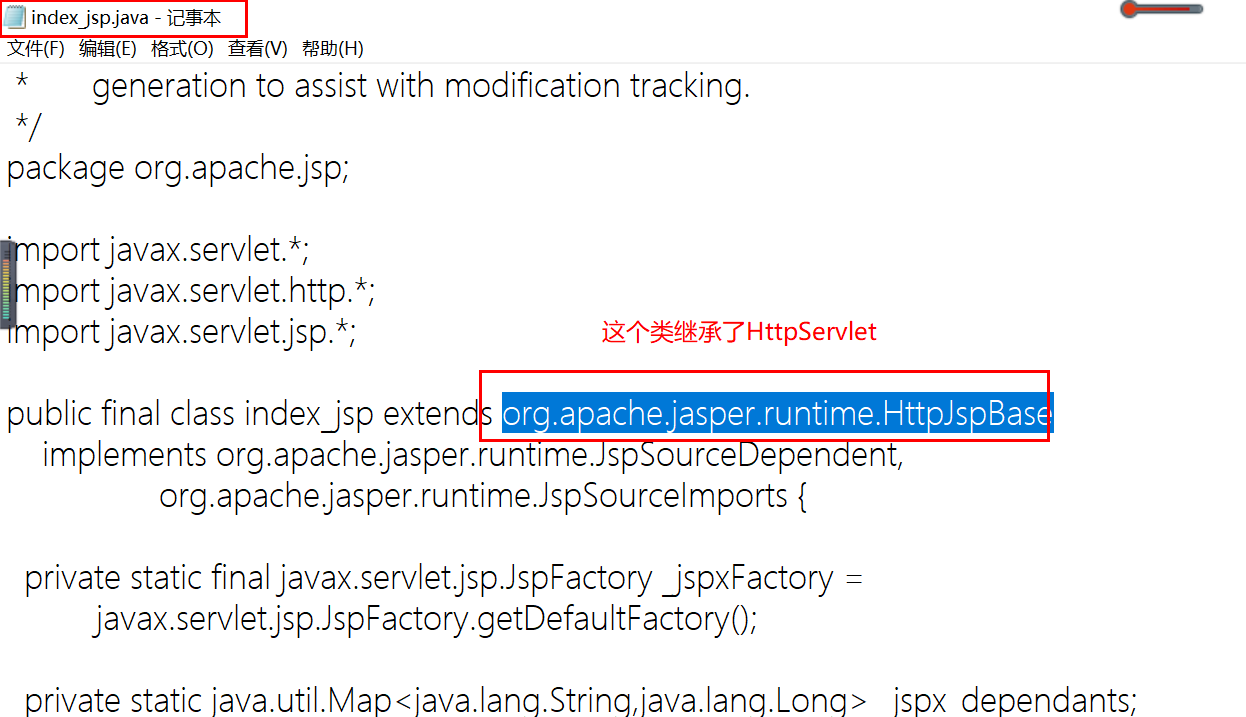 index_jsp.java - 记事本
文件(F) 编辑(E) 格式(O) 查看(V) 帮助(H)
*       generation to assist with modification tracking.
*/
package org.apache.jsp;
import javax.servlet.*;
import javax.servlet.http.*;
import javax.servlet.jsp.*;
这个类继承了HttpServlet
public final class index_jsp extends org.apache.jasper.runtime.HttpJspBase
implements org.apache.jasper.runtime.JspSourceDependent,
org.apache.jasper.runtime.JspSourceImports {
private static final javax.servlet.jsp.JspFactory _jspxFactory =
javax.servlet.jsp.JspFactory.getDefaultFactory();
private static java.util.Map<java.lang.String,java.lang.Long> _jspx_dependants;